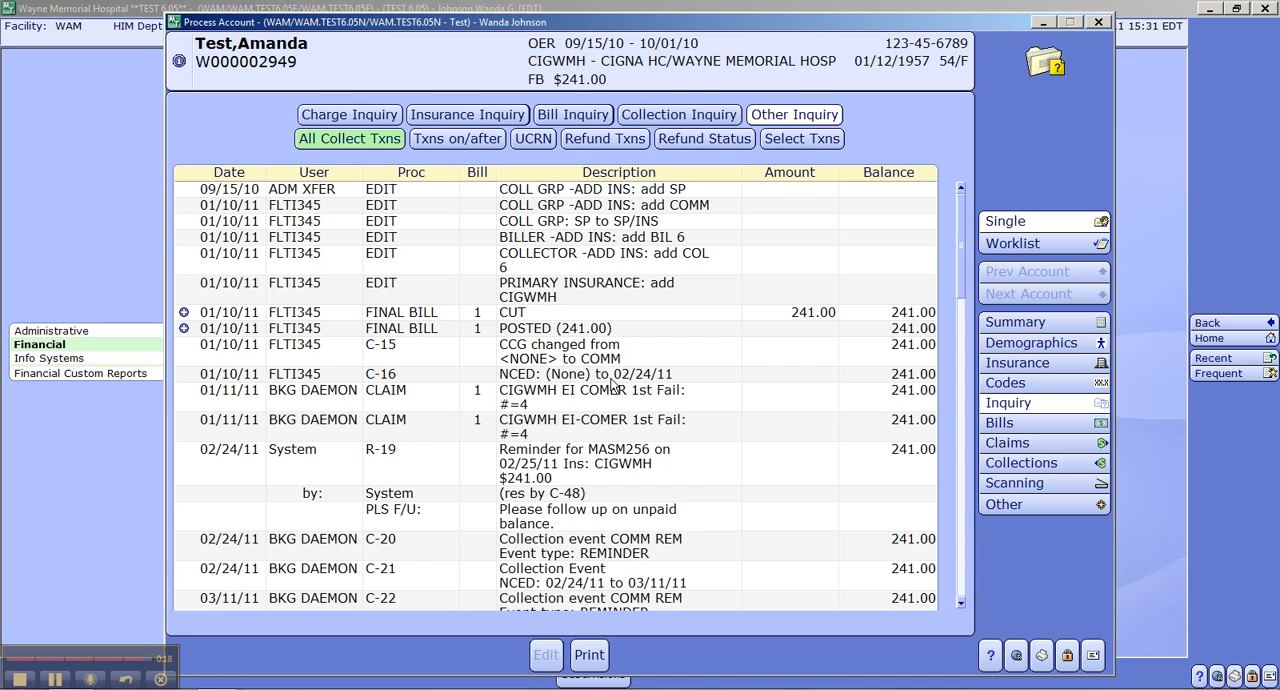 Wayne Memorial Hospital **TEST 6.05** - (WAM/WAM.TEST6.05F/WAM.TEST6.05F) - (TEST 6.05) - Johnson Wanda G. (EDT)
Facility: WAM HIM Dept
11 15:31 EDT
Process Account - (WAM/WAM.TEST6.05N/WAM.TEST6.05N - Test) - Wanda Johnson
Test,Amanda OER 09/15/10 - 10/01/10 123-45-6789
W000002949 CIGWMH - CIGNA HC/WAYNE MEMORIAL HOSP 01/12/1957 54/F
FB $241.00
Charge Inquiry Insurance Inquiry Bill Inquiry Collection Inquiry Other Inquiry
All Collect Txns Txns on/after UCRN Refund Txns Refund Status Select Txns
Date User Proc Bill Description Amount Balance
09/15/10 ADM XFER EDIT COLL GRP -ADD INS: add SP
01/10/11 FLTI345 EDIT COLL GRP -ADD INS: add COMM
01/10/11 FLTI345 EDIT COLL GRP: SP to SP/INS
01/10/11 FLTI345 EDIT BILLER -ADD INS: add BIL 6
01/10/11 FLTI345 EDIT COLLECTOR -ADD INS: add COL
6
01/10/11 FLTI345 EDIT PRIMARY INSURANCE: add
CIGWMH
01/10/11 FLTI345 FINAL BILL 1 CUT 241.00 241.00
01/10/11 FLTI345 FINAL BILL 1 POSTED (241.00) 241.00
01/10/11 FLTI345 C-15 CCG changed from 241.00
<NONE> to COMM
01/10/11 FLTI345 C-16 NCED: (None) to 02/24/11 241.00
01/11/11 BKG DAEMON CLAIM 1 CIGWMH EI COMER 1st Fail: 241.00
#=4
01/11/11 BKG DAEMON CLAIM 1 CIGWMH EI-COMER 1st Fail: 241.00
#=4
02/24/11 System R-19 Reminder for MASM256 on 241.00
02/25/11 Ins: CIGWMH
$241.00
by: System (res by C-48)
PLS F/U: Please follow up on unpaid
balance.
02/24/11 BKG DAEMON C-20 Collection event COMM REM 241.00
Event type: REMINDER
02/24/11 BKG DAEMON C-21 Collection Event 241.00
NCED: 02/24/11 to 03/11/11
03/11/11 BKG DAEMON C-22 Collection event COMM REM 241.00
Event type: REMINDER
Edit Print
Single
Worklist
Prev Account
Next Account
Summary
Demographics
Insurance
Codes
Inquiry
Bills
Claims
Collections
Scanning
Other
Administrative
Financial
Info Systems
Financial Custom Reports
Back
Home
Recent
Frequent
0:18